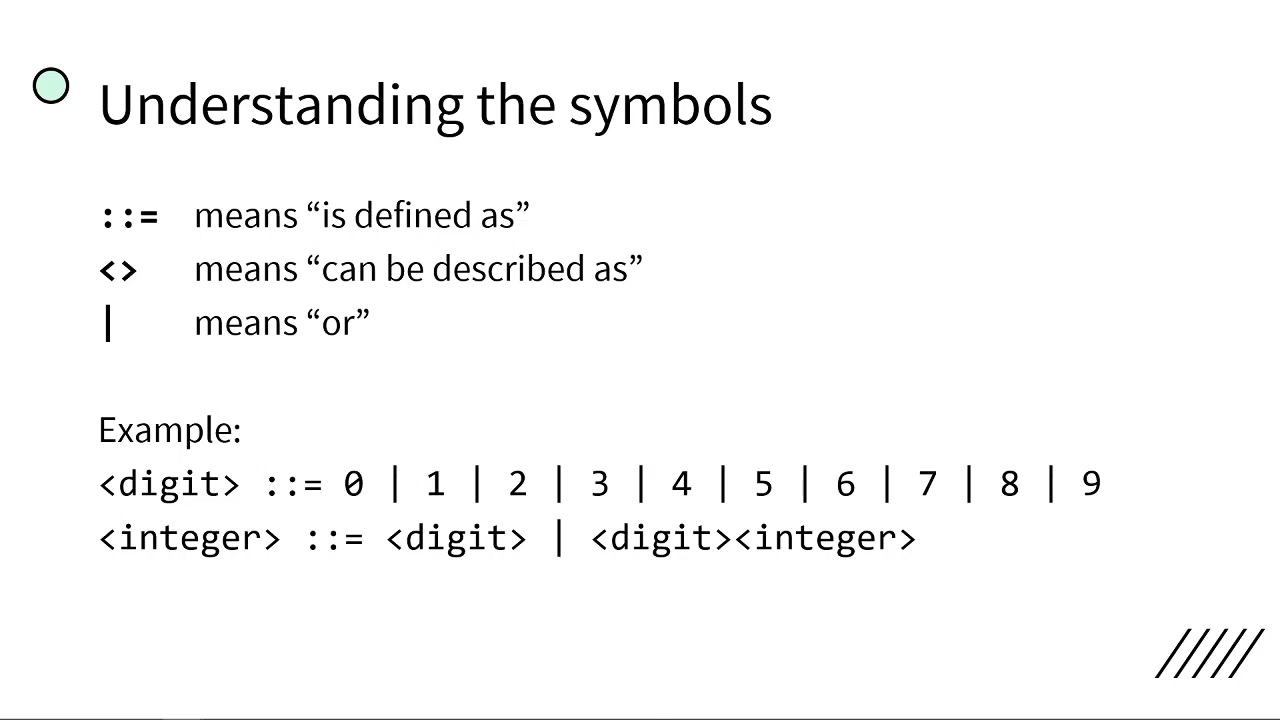 Understanding the symbols
::= means “is defined as”
<> means “can be described as”
| means “or”
Example:
<digit> ::= 0 | 1 | 2 | 3 | 4 | 5 | 6 | 7 | 8 | 9
<integer> ::= <digit> | <digit><integer>